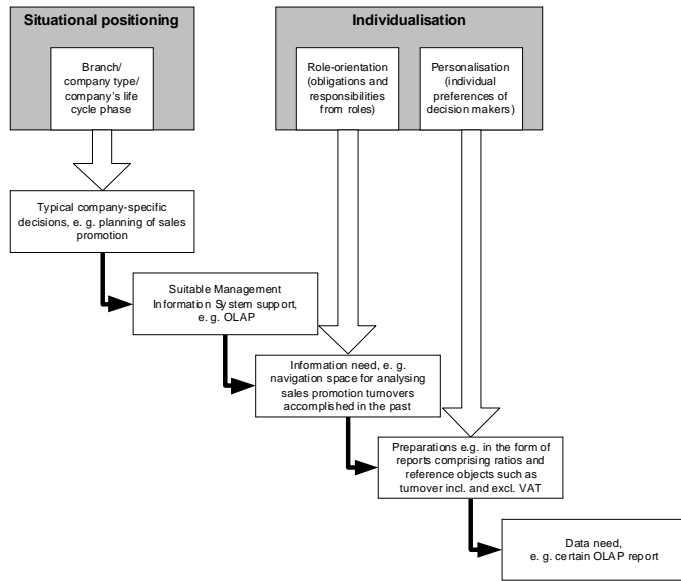 Situational positioning
Individualisation
Branch/
company type/
company's life
cycle phase
Role-orientation
(obligations and
responsibilities
from roles)
Personalisation
(individual
preferences of
decision makers)
Typical company-specific
decisions, e. g. planning of sales
promotion
Suitable Management
Information System support,
e. g. OLAP
Information need, e. g.
navigation space for analysing
sales promotion turnovers
accomplished in the past
Preparations e.g. in the form of
reports comprising ratios and
reference objects such as
turnover incl. and excl. VAT
Data need,
e. g. certain OLAP report